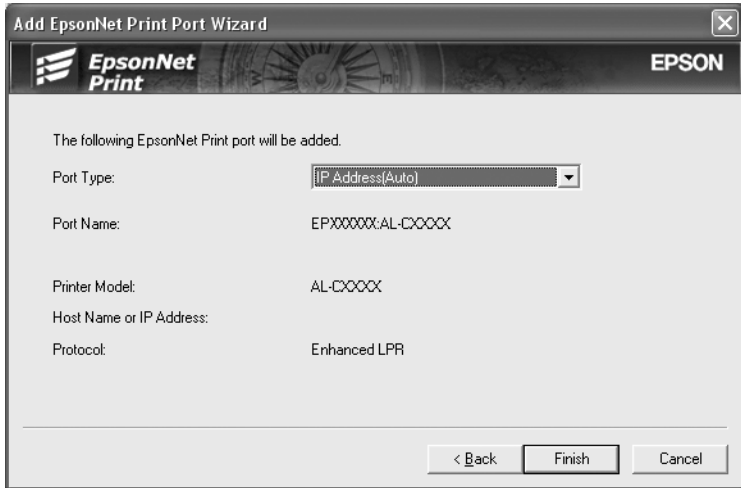 Add EpsonNet Print Port Wizard
EpsonNet
Print
EPSON
The following EpsonNet Print port will be added.
Port Type:
IP Address(Auto)
Port Name:
EPXXXXXX:AL-CXXXX
Printer Model:
AL-CXXXX
Host Name or IP Address:
Protocol:
Enhanced LPR
< Back
Finish
Cancel